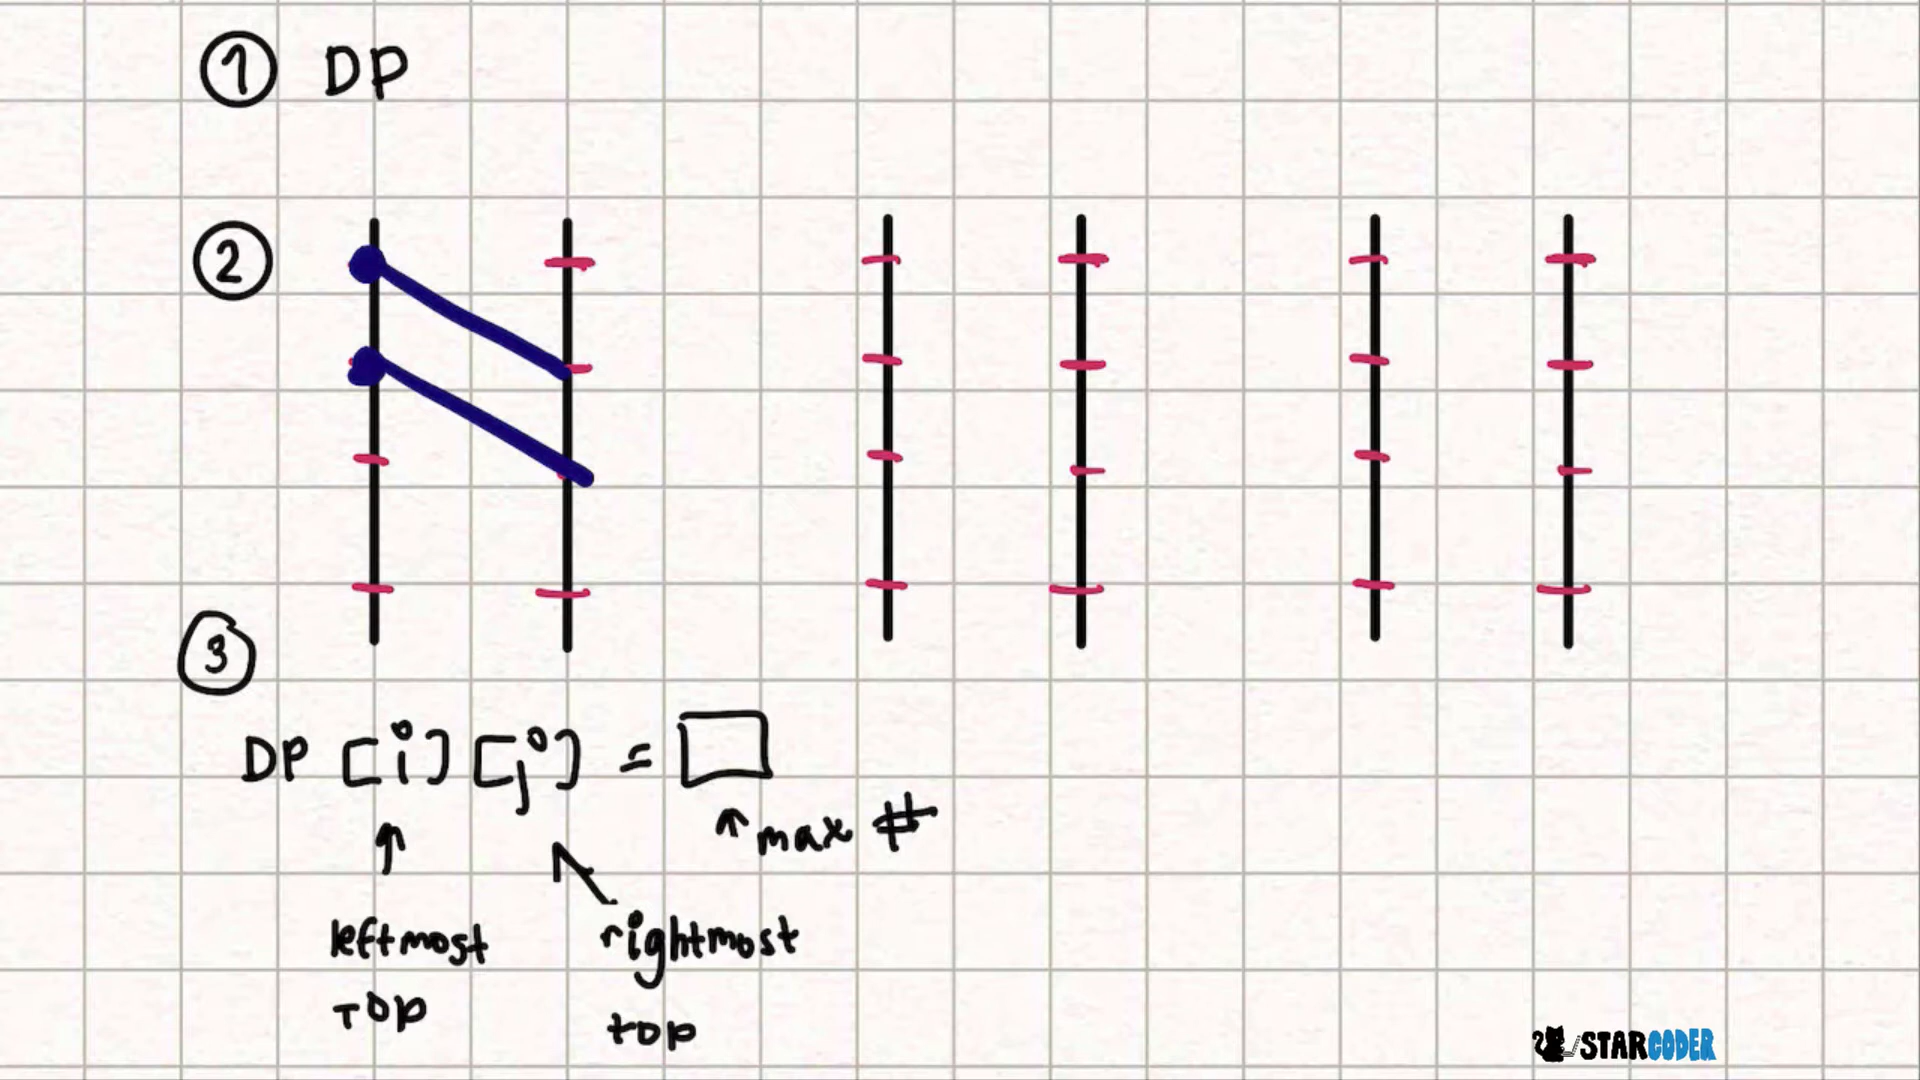 ① DP
②
③
DP [i] [j] = □
↑ max #
leftmost rightmost
TOP top
STARCODER